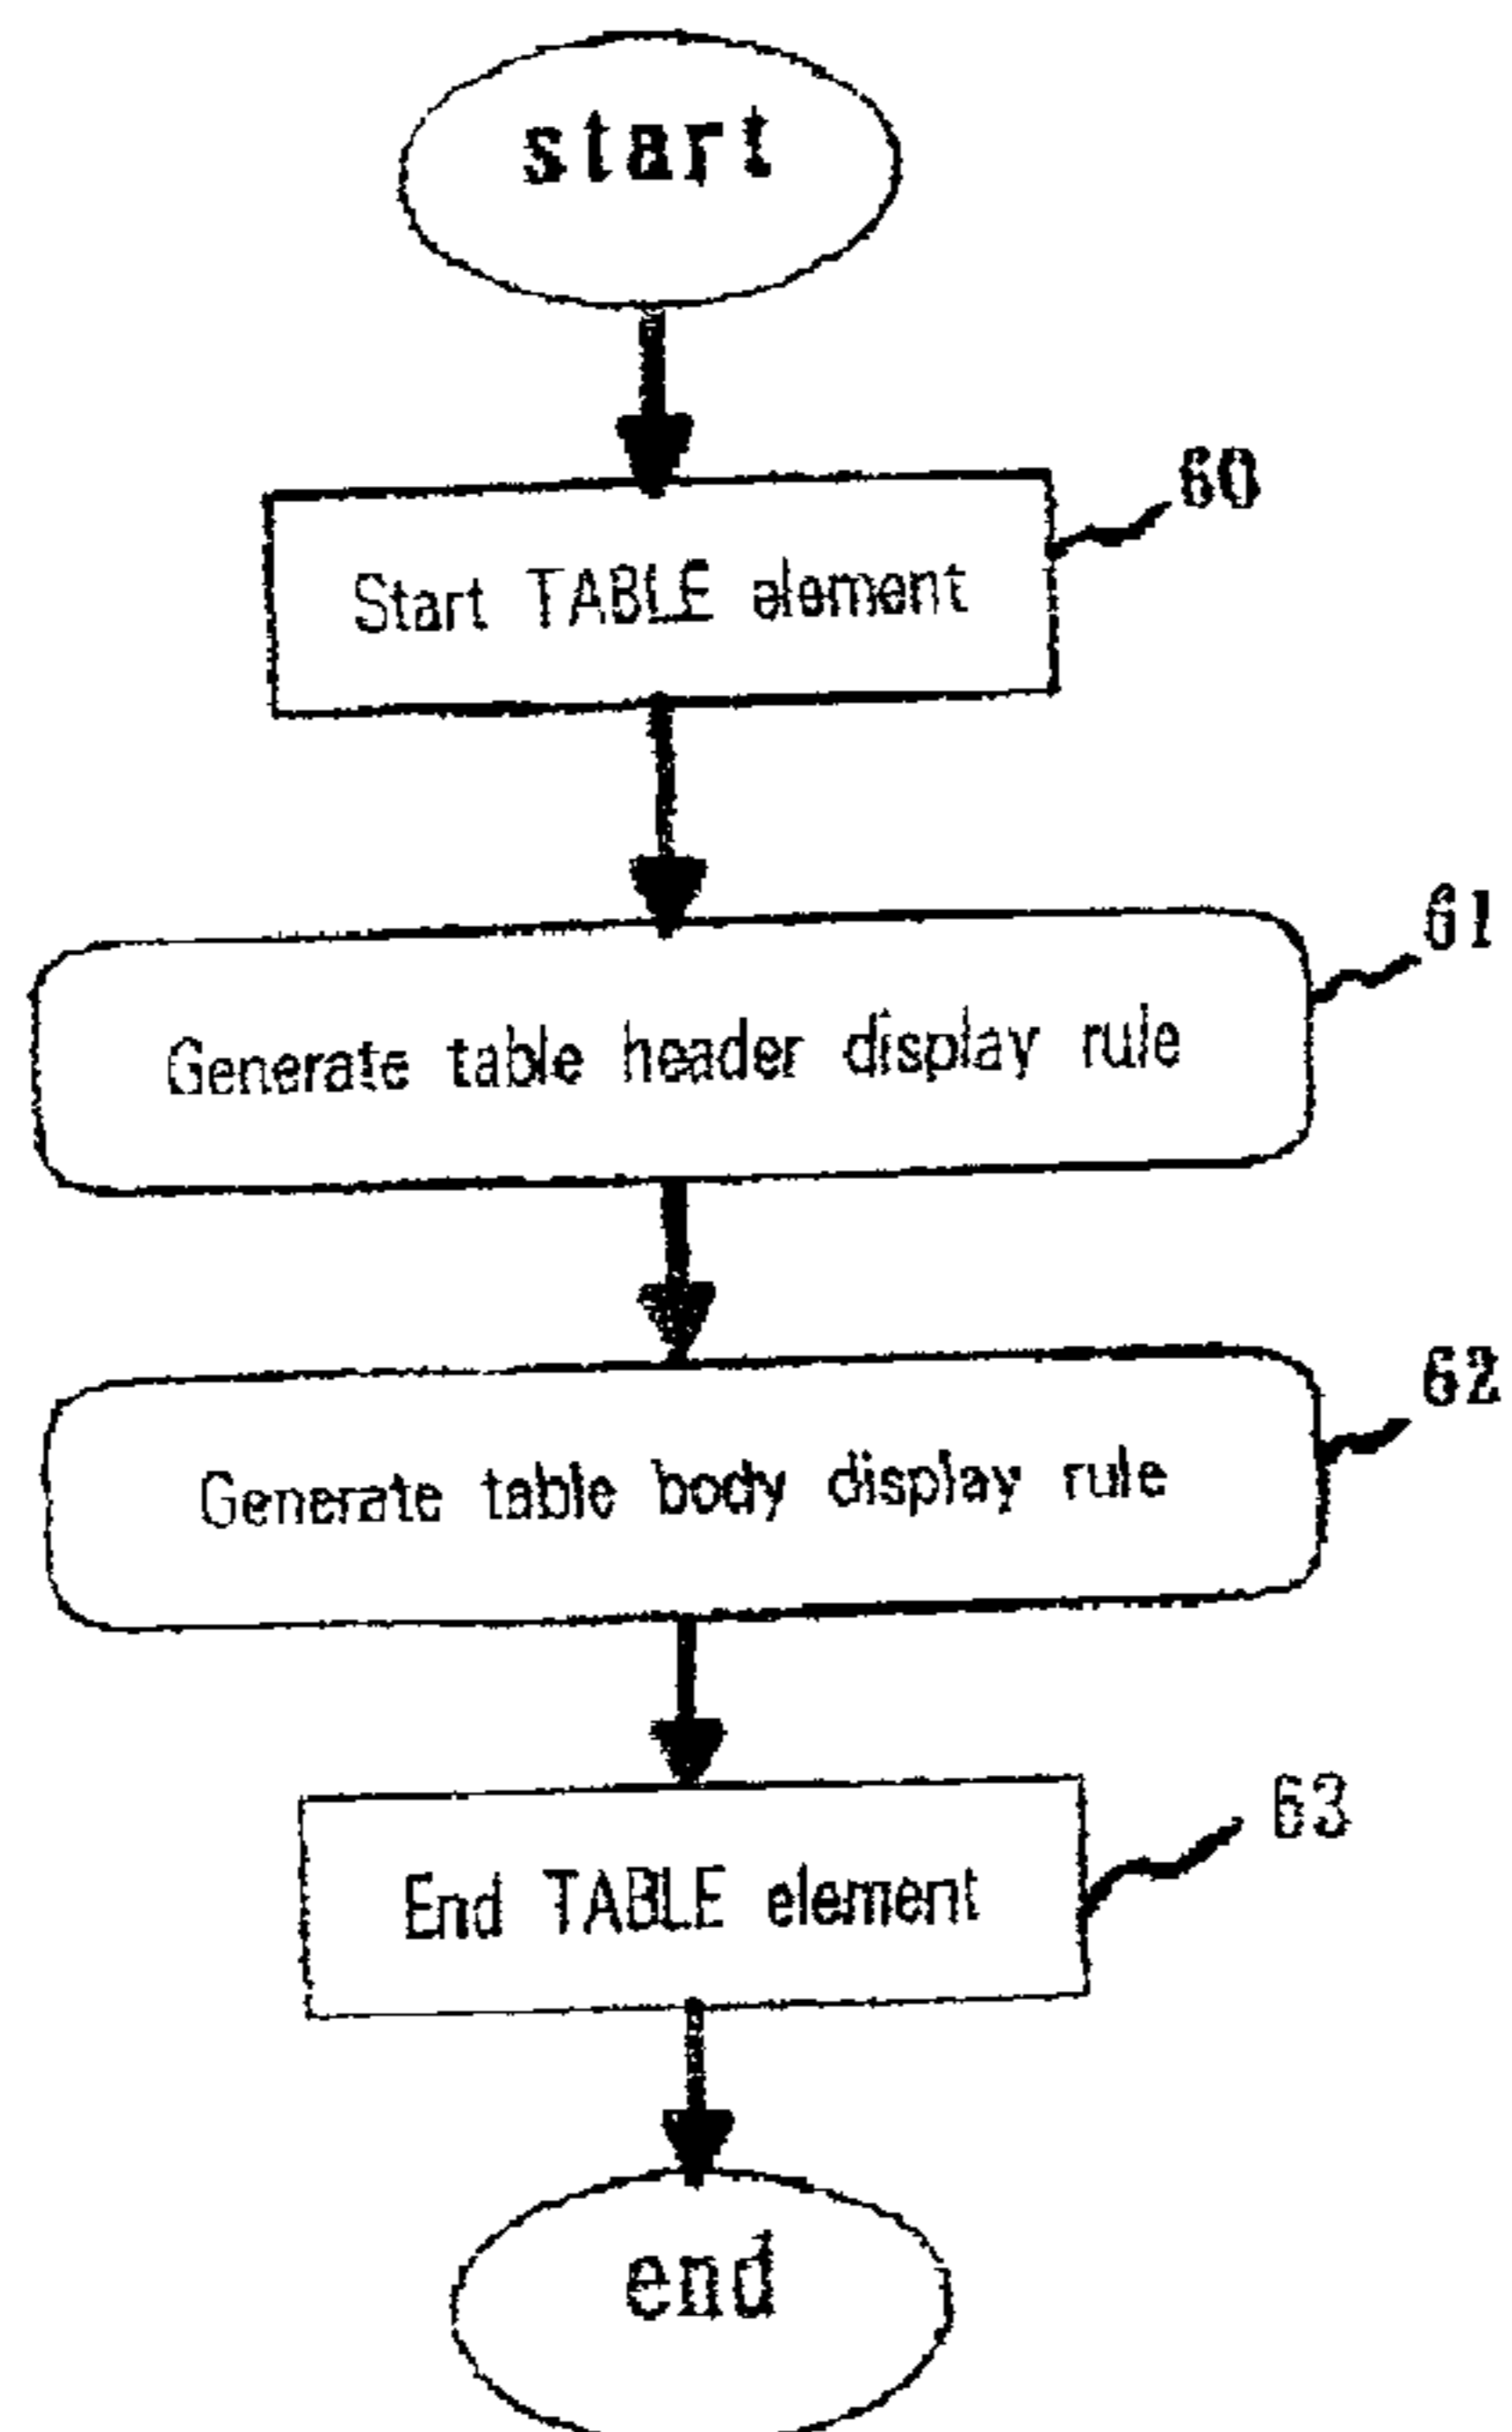 start
60
Start TABLE element
61
Generate table header display rule
62
Generate table body display rule
63
End TABLE element
end